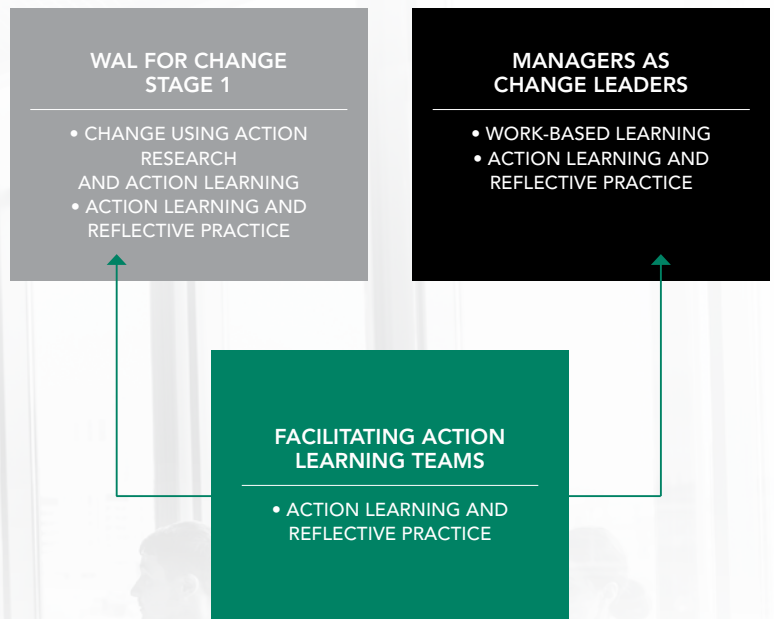 WAL FOR CHANGE
STAGE 1
• CHANGE USING ACTION
RESEARCH
AND ACTION LEARNING
• ACTION LEARNING AND
REFLECTIVE PRACTICE
MANAGERS AS
CHANGE LEADERS
• WORK-BASED LEARNING
• ACTION LEARNING AND
REFLECTIVE PRACTICE
FACILITATING ACTION
LEARNING TEAMS
• ACTION LEARNING AND
REFLECTIVE PRACTICE